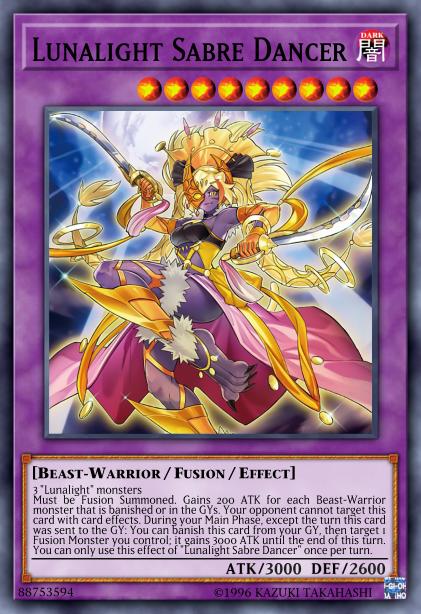 LUNALIGHT SABRE DANCER
DARK
闇
[BEAST-WARRIOR / FUSION / EFFECT]
3 "Lunalight" monsters
Must be Fusion Summoned. Gains 200 ATK for each Beast-Warrior
monster that is banished or in the GYs. Your opponent cannot target
this card with card effects. During your Main Phase, except the turn this card
was sent to the GY: You can banish this card from your GY, then target 1
Fusion Monster you control; it gains 3000 ATK until the end of this turn.
You can only use this effect of "Lunalight Sabre Dancer" once per turn.
ATK/3000 DEF/2600
88753594
©1996 KAZUKI TAKAHASHI